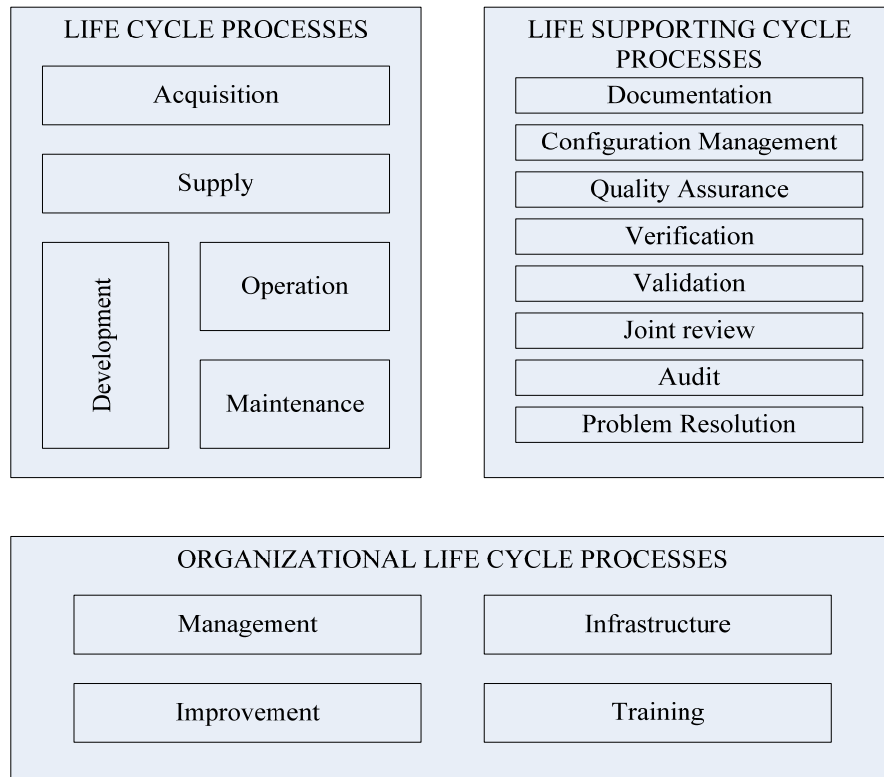 LIFE CYCLE PROCESSES
Acquisition
Supply
Development
Operation
Maintenance
LIFE SUPPORTING CYCLE
PROCESSES
Documentation
Configuration Management
Quality Assurance
Verification
Validation
Joint review
Audit
Problem Resolution
ORGANIZATIONAL LIFE CYCLE PROCESSES
Management
Infrastructure
Improvement
Training